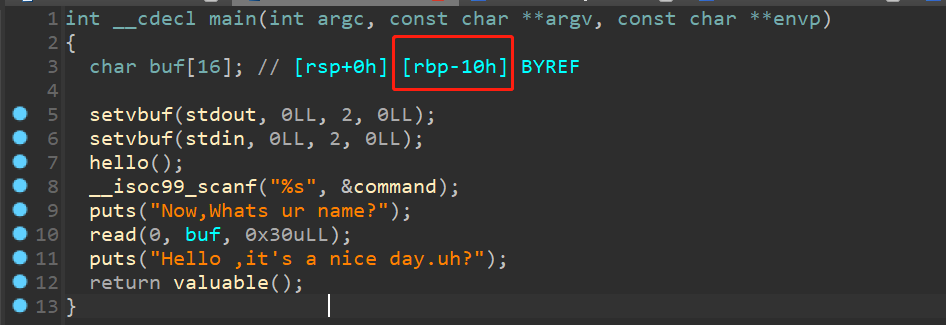 1 int __cdecl main(int argc, const char **argv, const char **envp)
2 {
3 char buf[16]; // [rsp+0h] [rbp-10h] BYREF
4
5 setvbuf(stdout, 0LL, 2, 0LL);
6 setvbuf(stdin, 0LL, 2, 0LL);
7 hello();
8 __isoc99_scanf("%s", &command);
9 puts("Now,Whats ur name?");
10 read(0, buf, 0x30uLL);
11 puts("Hello ,it's a nice day.uh?");
12 return valuable();
13 }